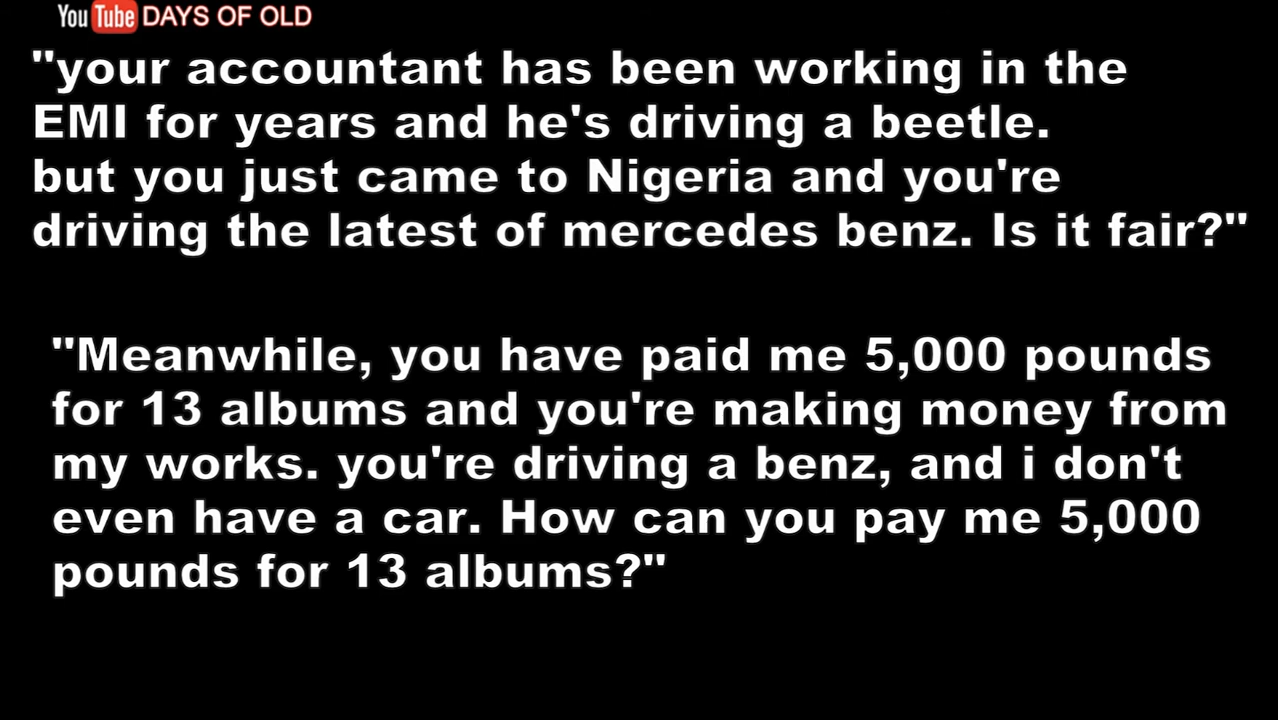 YouTube DAYS OF OLD
"your accountant has been working in the
EMI for years and he's driving a beetle.
but you just came to Nigeria and you're
driving the latest of mercedes benz. Is it fair?"
"Meanwhile, you have paid me 5,000 pounds
for 13 albums and you're making money from
my works. you're driving a benz, and i don't
even have a car. How can you pay me 5,000
pounds for 13 albums?"